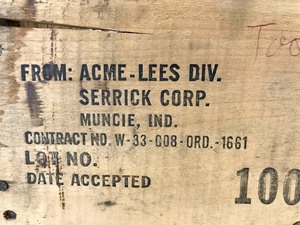 Too
FROM: ACME-LEES DIV.
SERRICK CORP.
MUNCIE, IND.
CONTRACT NO. W-33-008-ORD.-1661
LOT NO.
DATE ACCEPTED
100